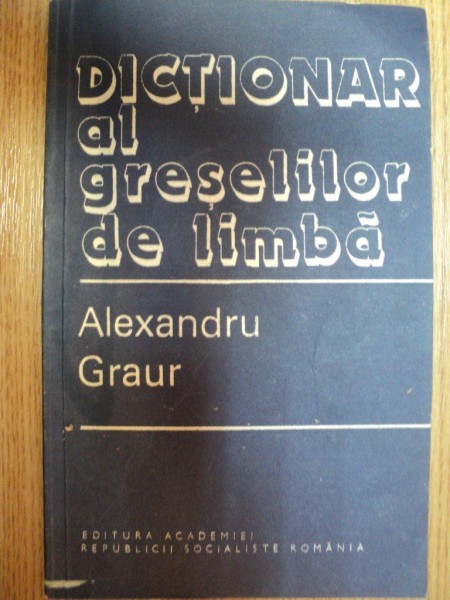 DICȚIONAR
al
greșelilor
de limbă
Alexandru
Graur
EDITURA ACADEMIEI
REPUBLICII SOCIALISTE ROMÂNIA